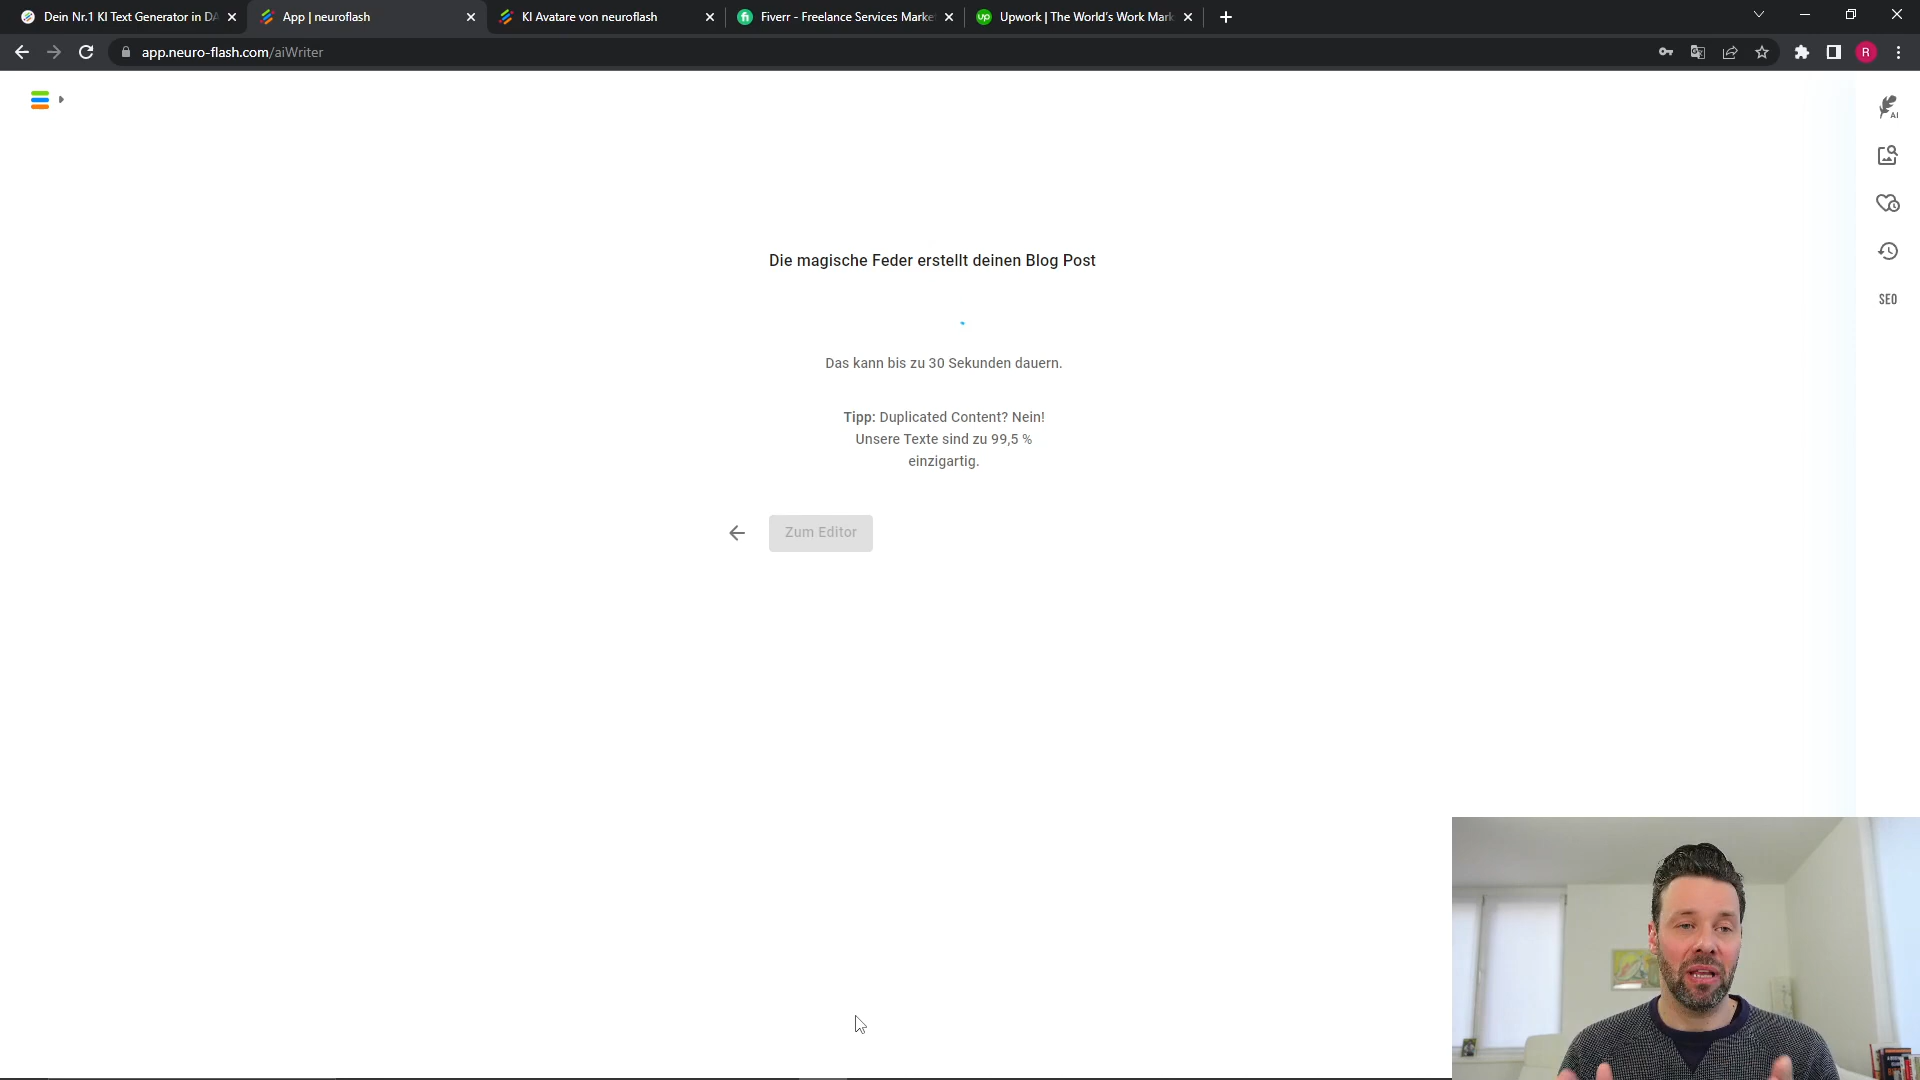 Dein Nr.1 KI Text Generator in DA
App | neuroflash
KI Avatare von neuroflash
Fiverr - Freelance Services Marke
Upwork | The World's Work Mark
app.neuro-flash.com/aiWriter
R
AI
SEO
Die magische Feder erstellt deinen Blog Post
Das kann bis zu 30 Sekunden dauern.
Tipp: Duplicated Content? Nein!
Unsere Texte sind zu 99,5 %
einzigartig.
Zum Editor